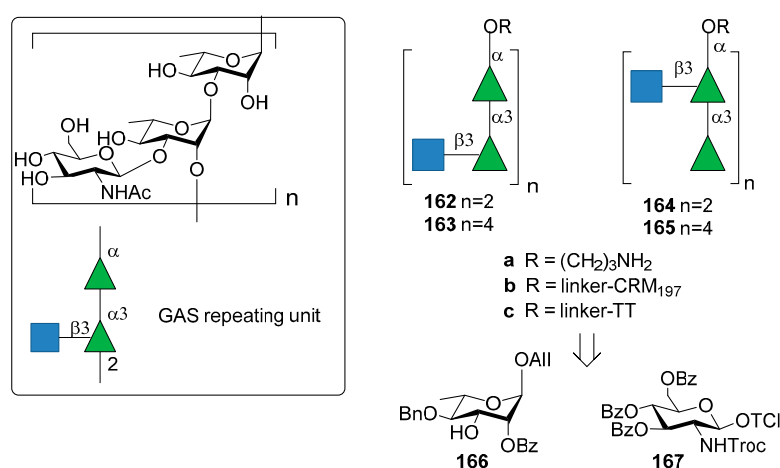 O
HO
O
OH
O
HO
O
O
OH
HO
HO
O
NHAc
O
n
α
α3
β3
2
GAS repeating unit
OR
α
α3
β3
n
162 n=2
163 n=4
OR
α
β3
α3
n
164 n=2
165 n=4
a R = (CH2)3NH2
b R = linker-CRM197
c R = linker-TT
OAll
O
BnO
HO
OBz
166
OBz
BzO
BzO
O
OTCI
NHTroc
167